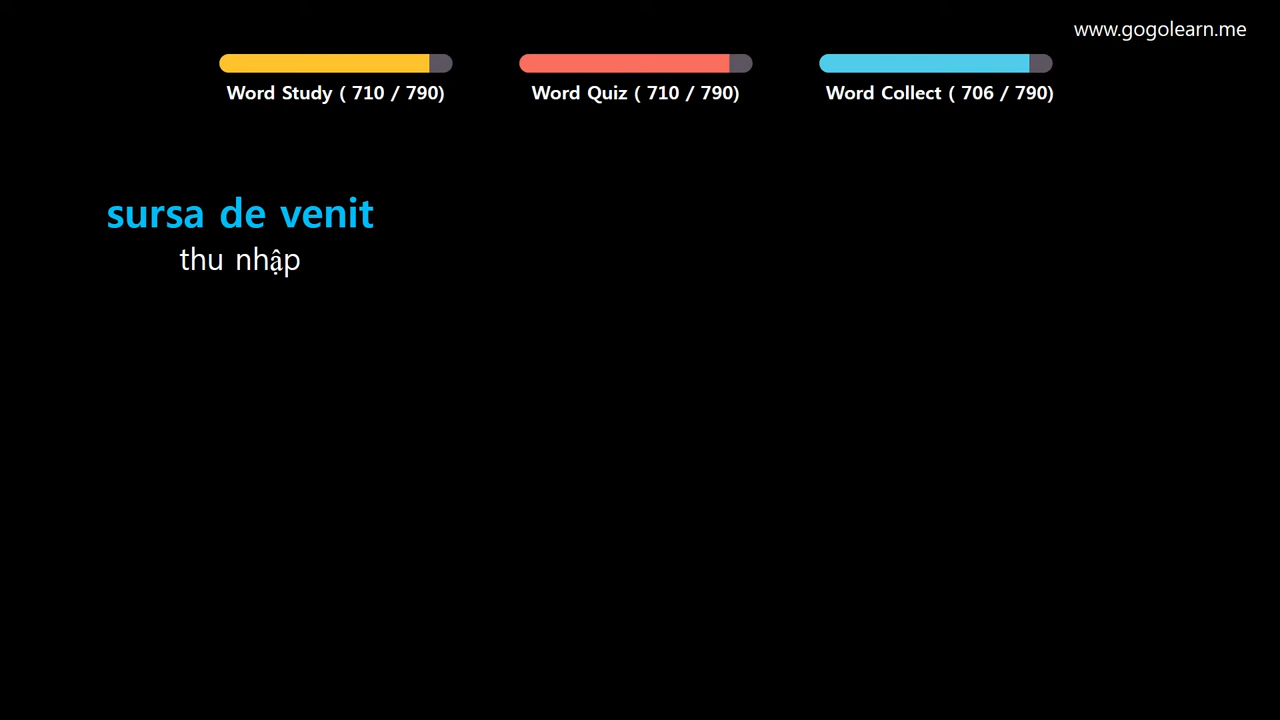 www.gogolearn.me
Word Study ( 710 / 790)
Word Quiz ( 710 / 790)
Word Collect ( 706 / 790)
sursa de venit
thu nhập